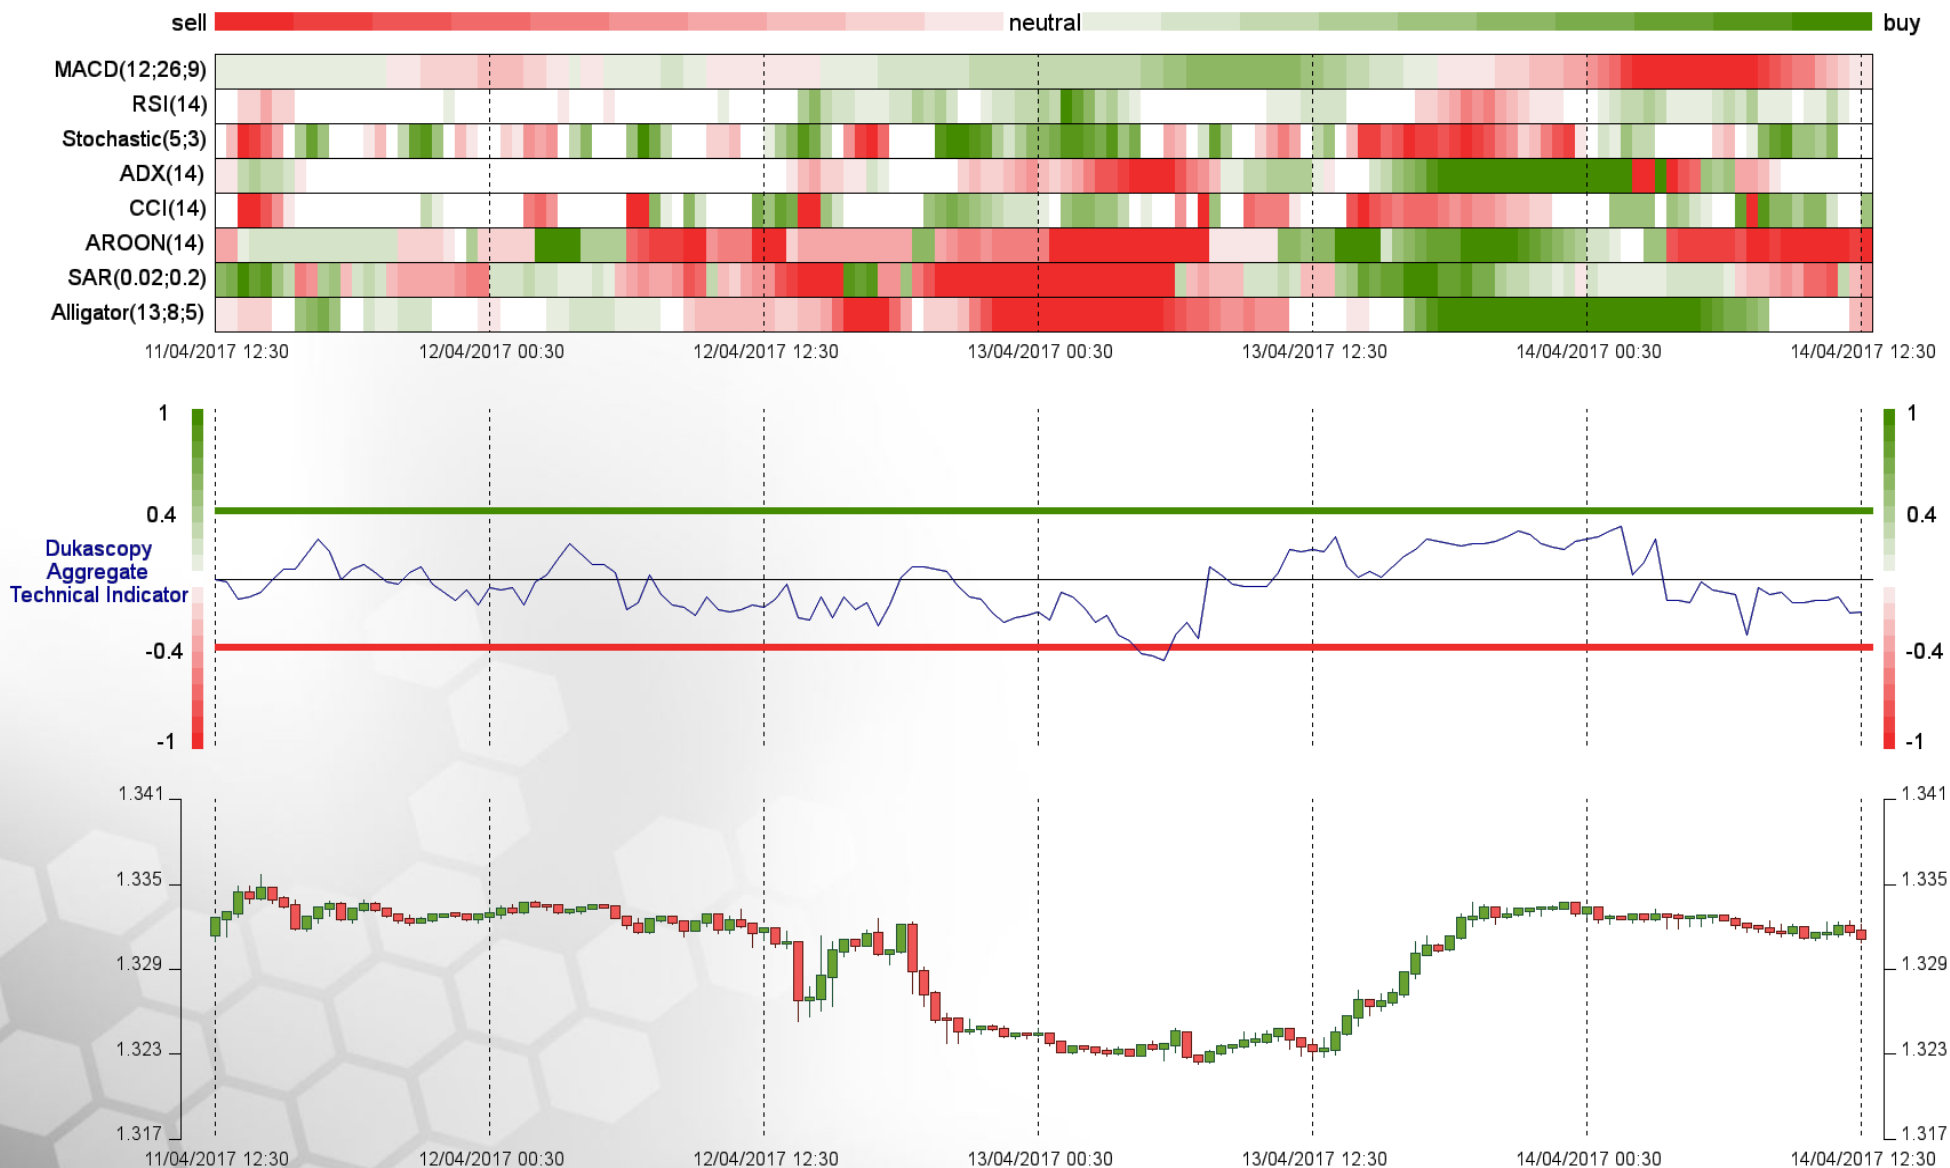 sell neutral buy
MACD(12;26;9)
RSI(14)
Stochastic(5;3)
ADX(14)
CCI(14)
AROON(14)
SAR(0.02;0.2)
Alligator(13;8;5)
11/04/2017 12:30 12/04/2017 00:30 12/04/2017 12:30 13/04/2017 00:30 13/04/2017 12:30 14/04/2017 00:30 14/04/2017 12:30
1 1
0.4 0.4
Dukascopy
Aggregate
Technical Indicator
-0.4 -0.4
-1 -1
1.341 1.341
1.335 1.335
1.329 1.329
1.323 1.323
1.317 1.317
11/04/2017 12:30 12/04/2017 00:30 12/04/2017 12:30 13/04/2017 00:30 13/04/2017 12:30 14/04/2017 00:30 14/04/2017 12:30